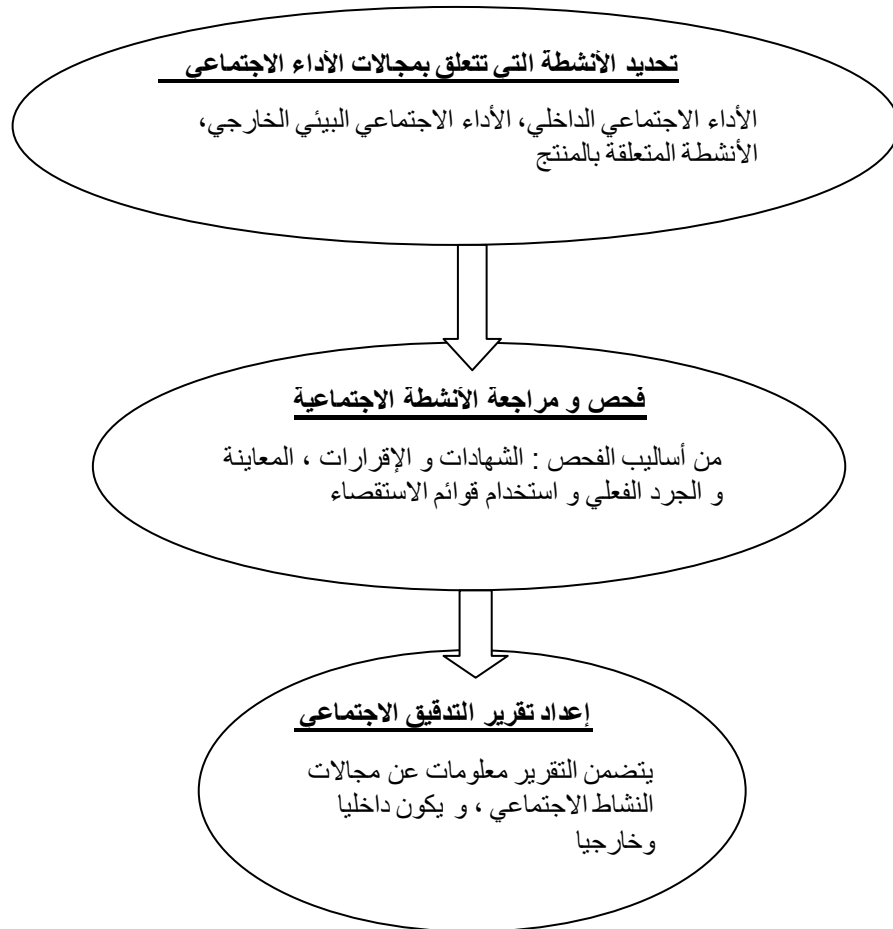 تحديد الأنشطة التي تتعلق بمجالات الأداء الاجتماعي
الأداء الاجتماعي الداخلي، الأداء الاجتماعي البيئي الخارجي،
الأنشطة المتعلقة بالمنتج
فحص و مراجعة الأنشطة الاجتماعية
من أساليب الفحص : الشهادات و الإقرارات ، المعاينة
و الجرد الفعلي و استخدام قوائم الاستقصاء
إعداد تقرير التدقيق الاجتماعي
يتضمن التقرير معلومات عن مجالات
النشاط الاجتماعي ، و يكون داخليا
وخارجيا